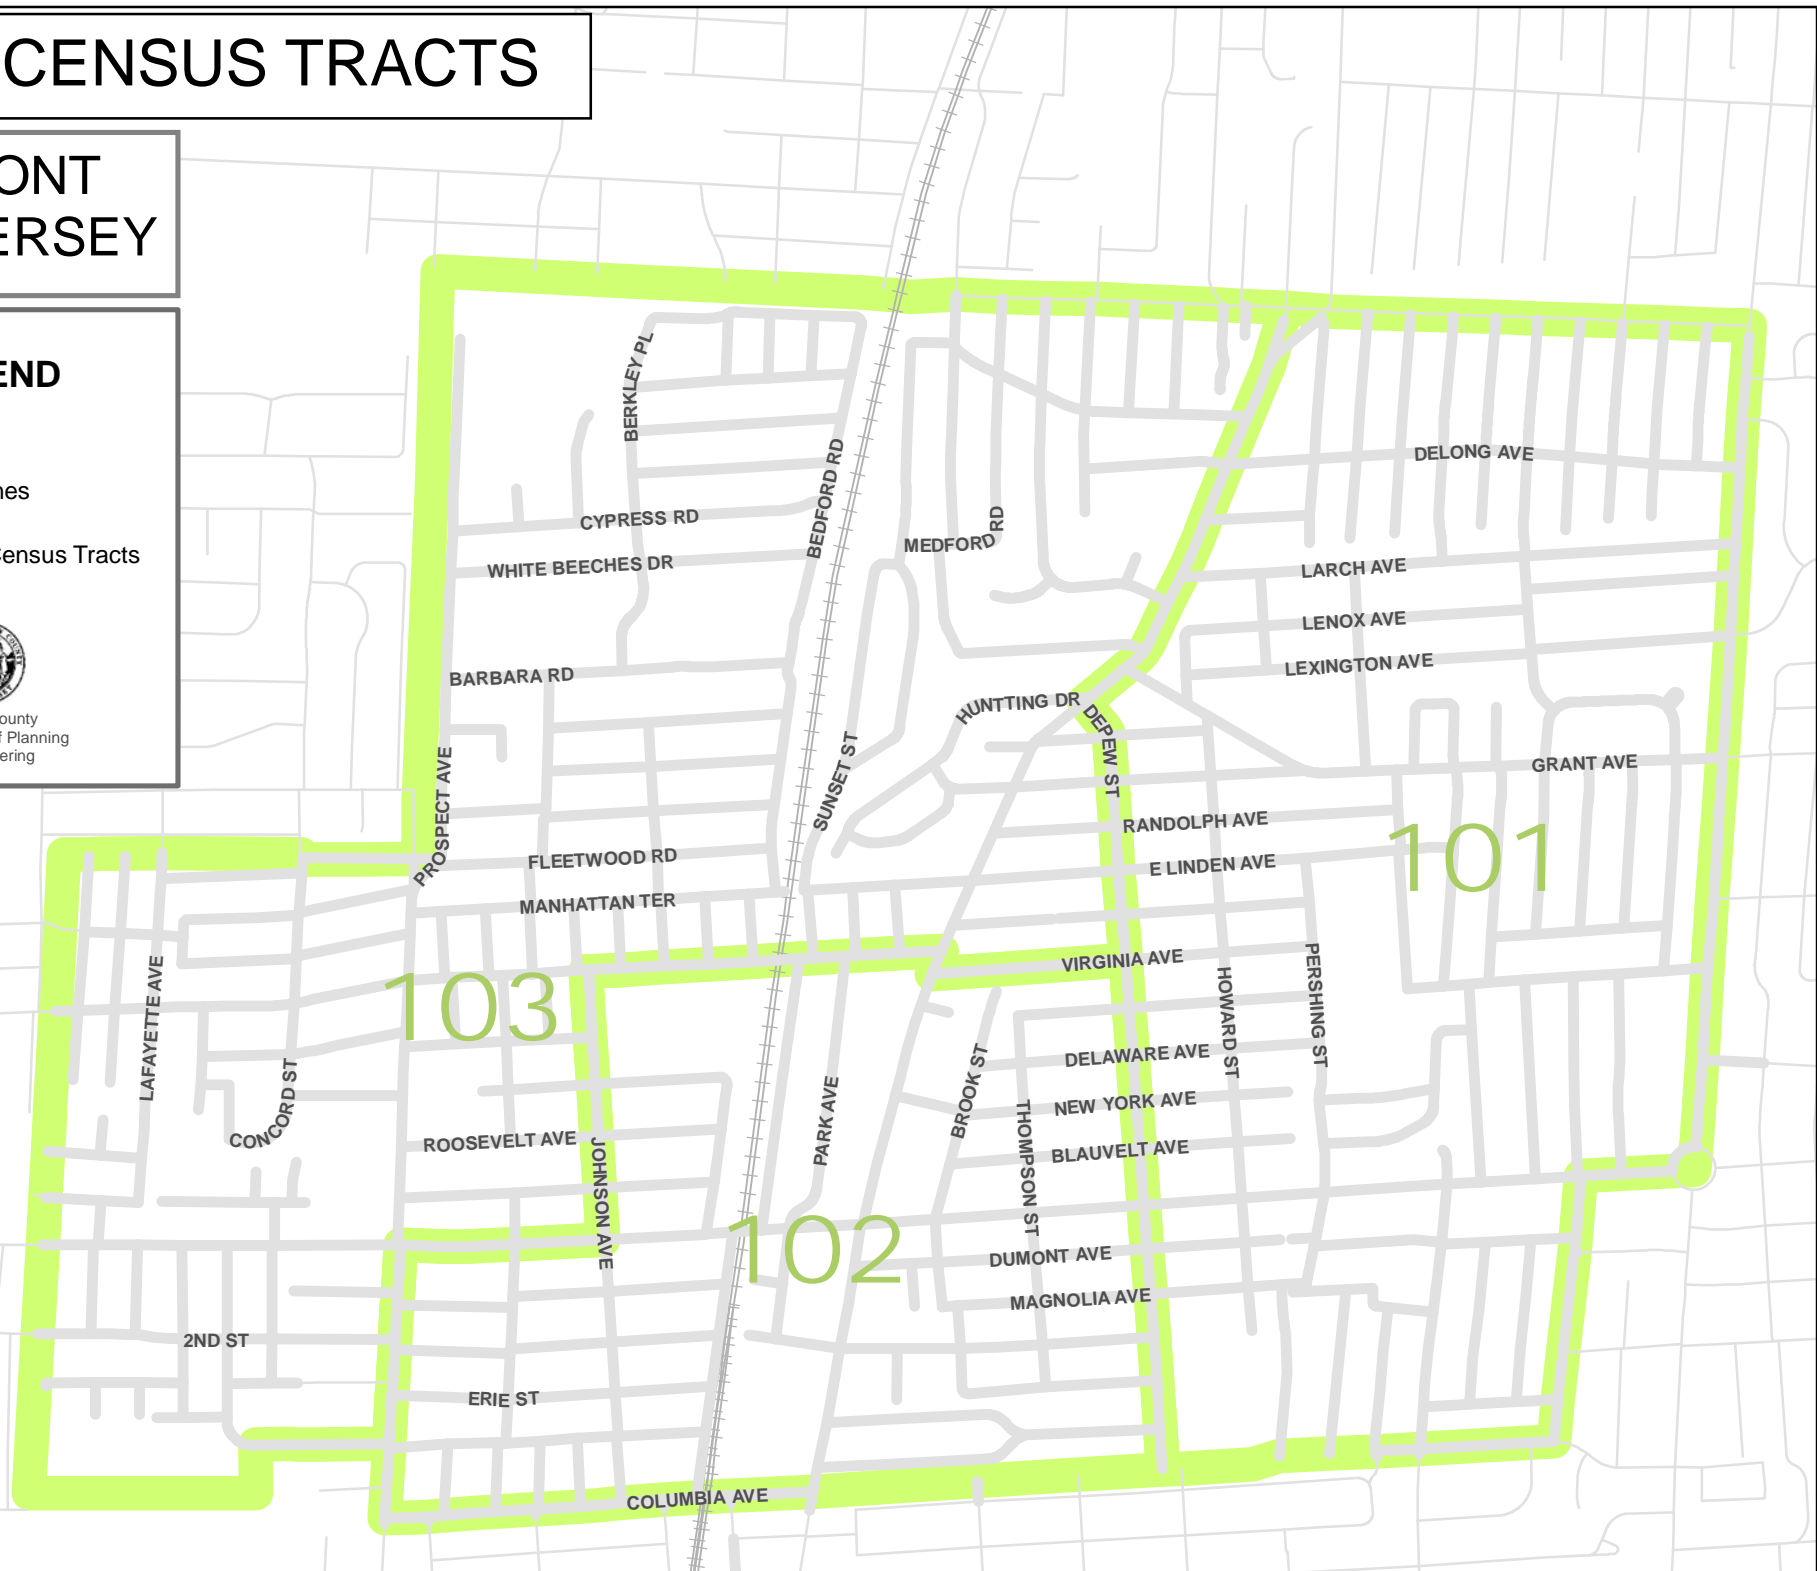 CENSUS TRACTS
ONT
ERSEY
END
nes
Census Tracts
ounty
f Planning
ering
BERKLEY PL
BEDFORD RD
DELONG AVE
CYPRESS RD
MEDFORD RD
WHITE BEECHES DR
LARCH AVE
LENOX AVE
LEXINGTON AVE
BARBARA RD
HUNTTING DR
DEPEW ST
SUNSET ST
PROSPECT AVE
GRANT AVE
RANDOLPH AVE
101
E LINDEN AVE
FLEETWOOD RD
MANHATTAN TER
VIRGINIA AVE
103
LAFAYETTE AVE
HOWARD ST
PERSHING ST
DELAWARE AVE
CONCORD ST
PARK AVE
BROOK ST
NEW YORK AVE
THOMPSON ST
ROOSEVELT AVE
BLAUVELT AVE
JOHNSON AVE
102
DUMONT AVE
MAGNOLIA AVE
2ND ST
ERIE ST
COLUMBIA AVE